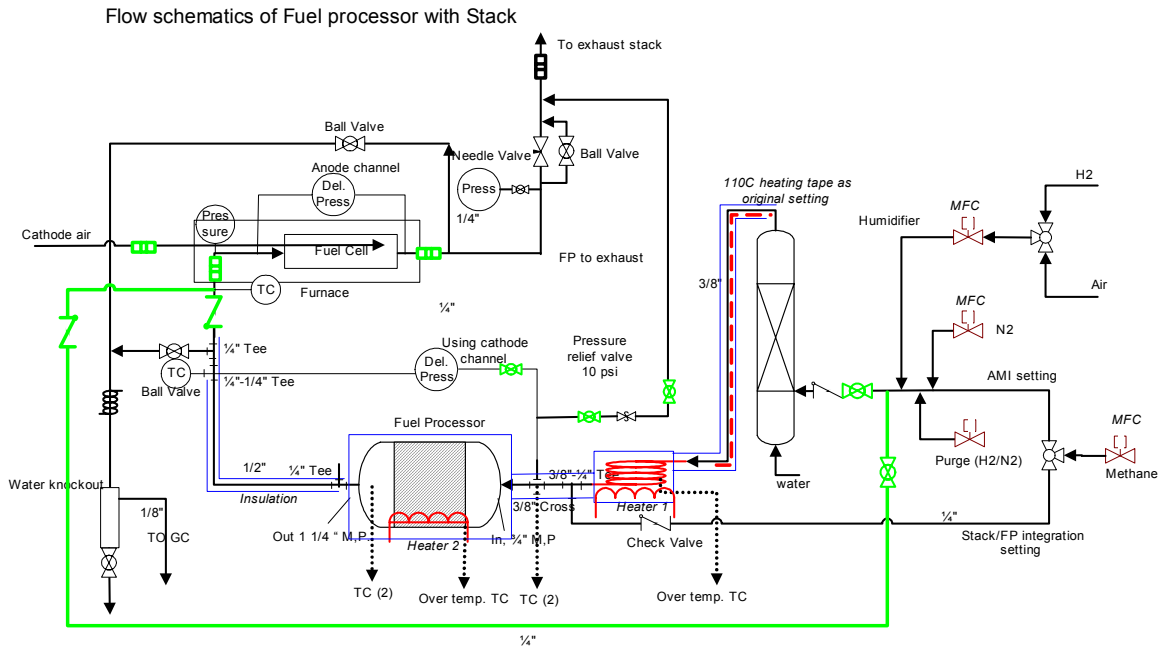 Flow schematics of Fuel processor with Stack
To exhaust stack
Ball Valve
Needle Valve
Ball Valve
Anode channel
Del.
Press
Press
1/4"
110C heating tape as
original setting
H2
MFC
Humidifier
Pres
sure
Cathode air
Fuel Cell
FP to exhaust
3/8"
Air
TC
Furnace
MFC
N2
¼"
¼" Tee
Using cathode
channel
Pressure
relief valve
10 psi
Del.
Press
TC
Ball Valve
¼"-1/4" Tee
AMI setting
Fuel Processor
MFC
Purge (H2/N2)
Methane
1/2"
¼" Tee
3/8"-¼" Tee
water
Insulation
Water knockout
3/8" Cross
Heater 1
1/8"
¼"
TO GC
Out 1 1/4 " M,P.
Heater 2
In, ¾" M,P
Check Valve
Stack/FP integration
setting
TC (2)
Over temp. TC
TC (2)
Over temp. TC
¼"